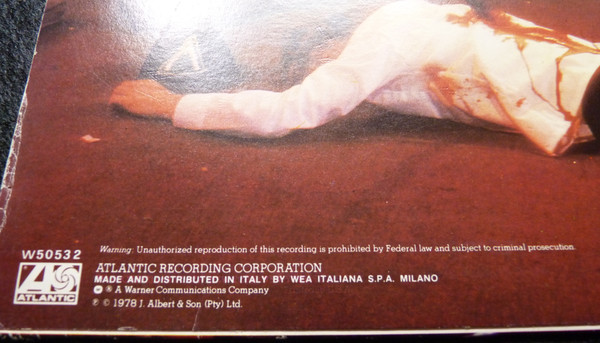 W50532
Warning: Unauthorized reproduction of this recording is prohibited by Federal law and subject to criminal prosecution.
ATLANTIC
ATLANTIC RECORDING CORPORATION
MADE AND DISTRIBUTED IN ITALY BY WEA ITALIANA S.P.A. MILANO
® A Warner Communications Company
℗ © 1978 J. Albert & Son (Pty) Ltd.